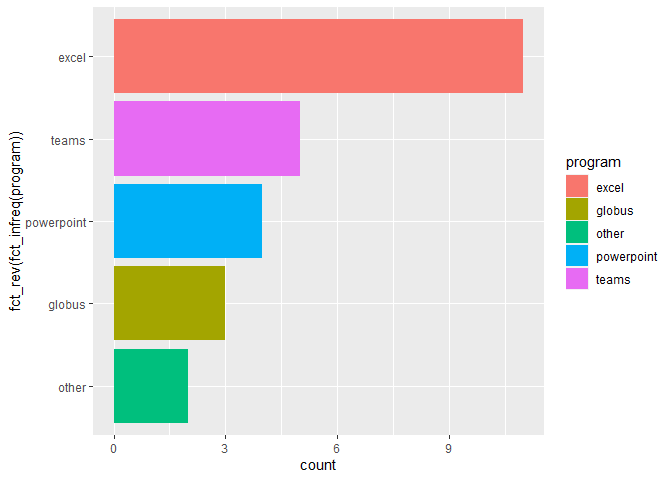 fct_rev(fct_infreq(program))
excel
teams
powerpoint
globus
other
0 3 6 9
count
program
excel
globus
other
powerpoint
teams